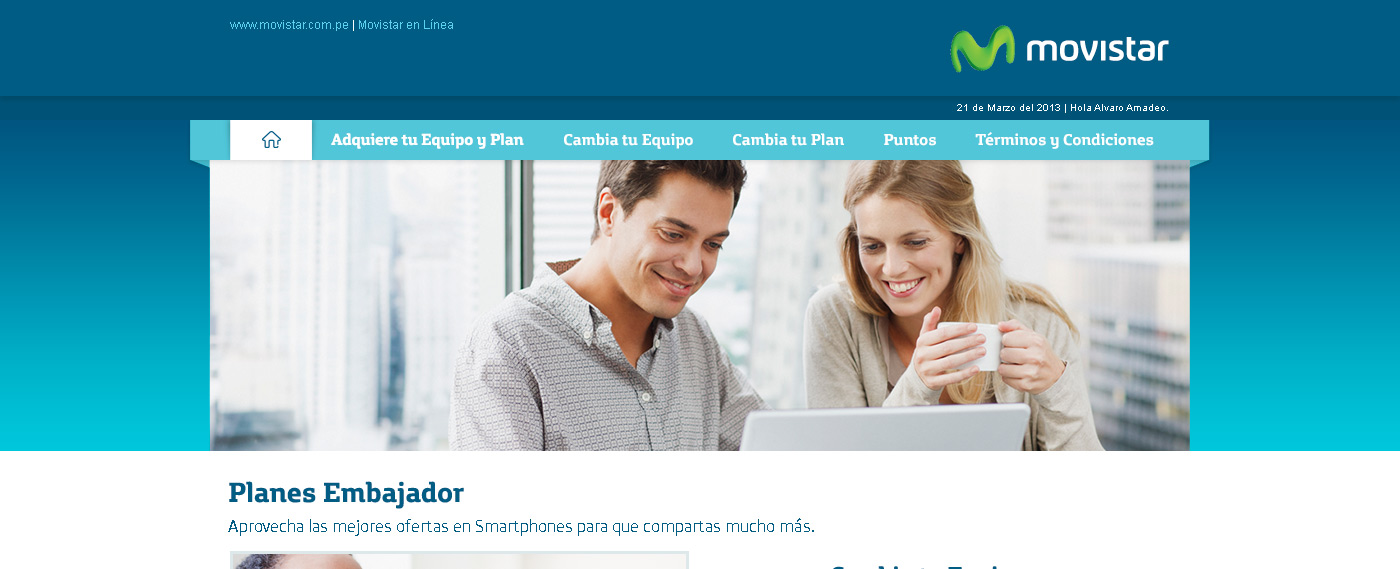 www.movistar.com.pe | Movistar en Línea
movistar
21 de Marzo del 2013 | Hola Alvaro Amadeo.
Adquiere tu Equipo y Plan Cambia tu Equipo Cambia tu Plan Puntos Términos y Condiciones
Planes Embajador
Aprovecha las mejores ofertas en Smartphones para que compartas mucho más.